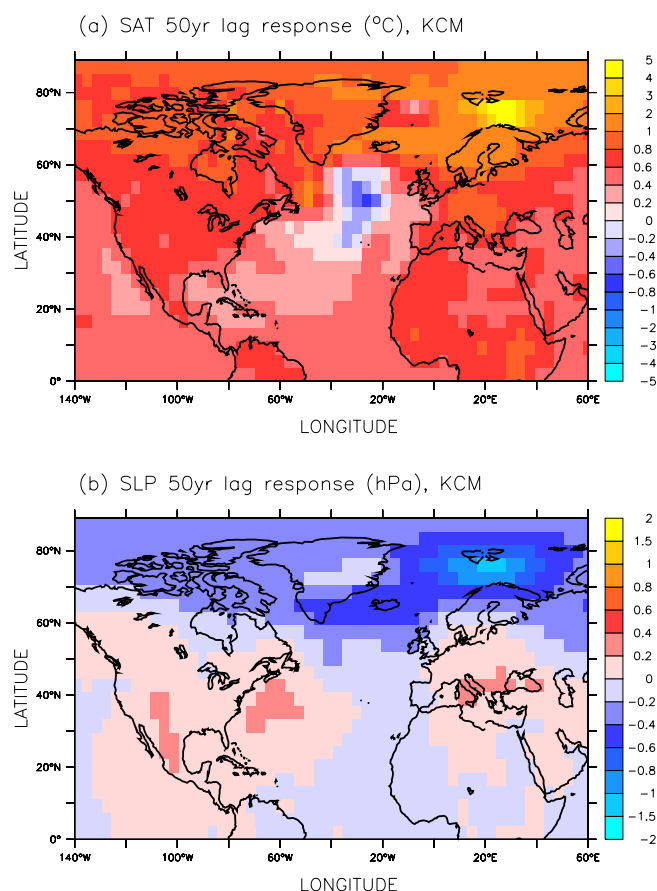 (a) SAT 50yr lag response (°C), KCM
LATITUDE
80°N
60°N
40°N
20°N
0°
140°W 100°W 60°W 20°W 20°E 60°E
LONGITUDE
5
4
3
2
1
0.8
0.6
0.4
0.2
0
−0.2
−0.4
−0.6
−0.8
−1
−2
−3
−4
−5
(b) SLP 50yr lag response (hPa), KCM
LATITUDE
80°N
60°N
40°N
20°N
0°
140°W 100°W 60°W 20°W 20°E 60°E
LONGITUDE
2
1.5
1
0.8
0.6
0.4
0.2
0
−0.2
−0.4
−0.6
−0.8
−1
−1.5
−2